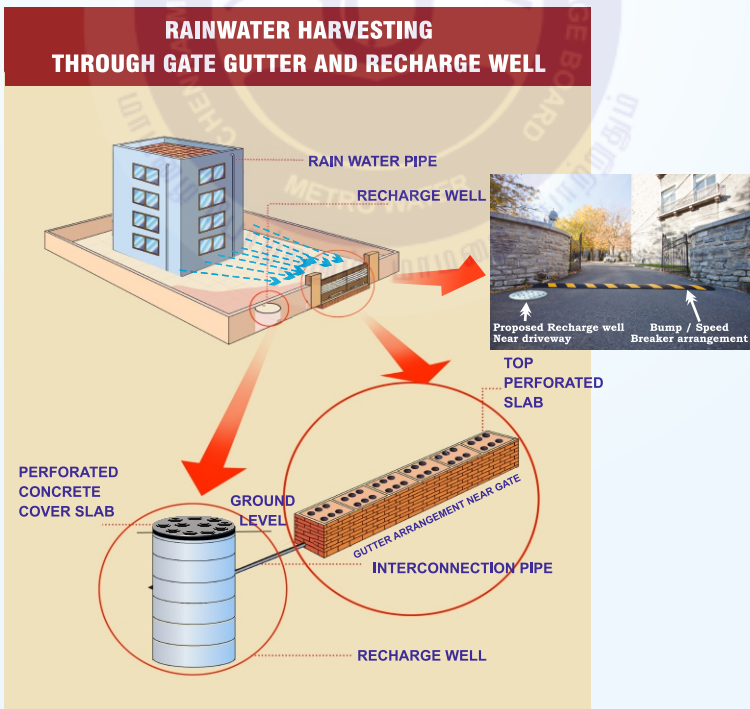 RAINWATER HARVESTING
THROUGH GATE GUTTER AND RECHARGE WELL
METROWATER
RAIN WATER PIPE
RECHARGE WELL
Proposed Recharge well
Near driveway
Bump / Speed
Breaker arrangement
TOP
PERFORATED
SLAB
PERFORATED
CONCRETE
COVER SLAB
GROUND
LEVEL
GUTTER ARRANGEMENT NEAR GATE
INTERCONNECTION PIPE
RECHARGE WELL